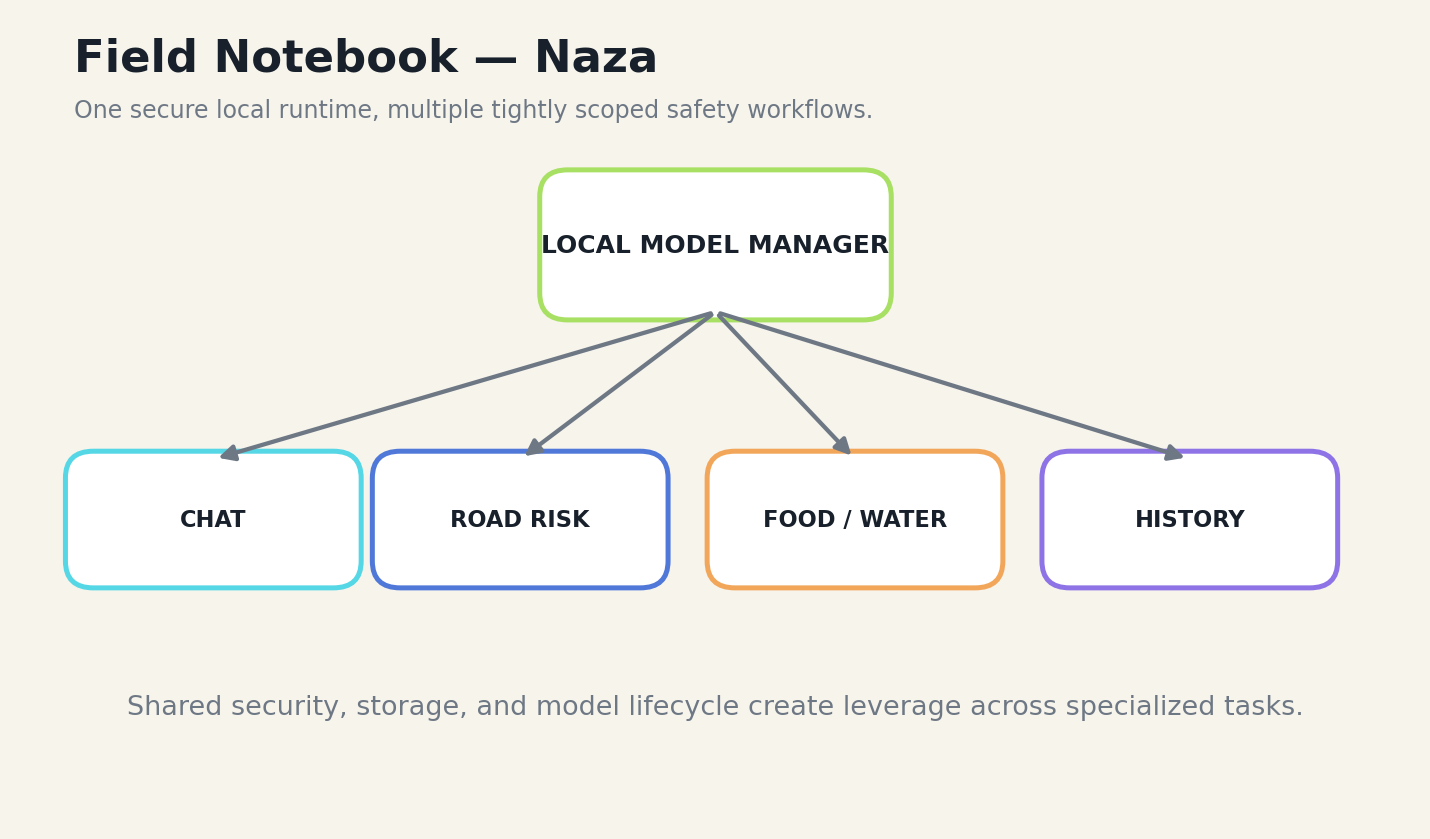 Field Notebook — Naza
One secure local runtime, multiple tightly scoped safety workflows.
LOCAL MODEL MANAGER
CHAT
ROAD RISK
FOOD / WATER
HISTORY
Shared security, storage, and model lifecycle create leverage across specialized tasks.